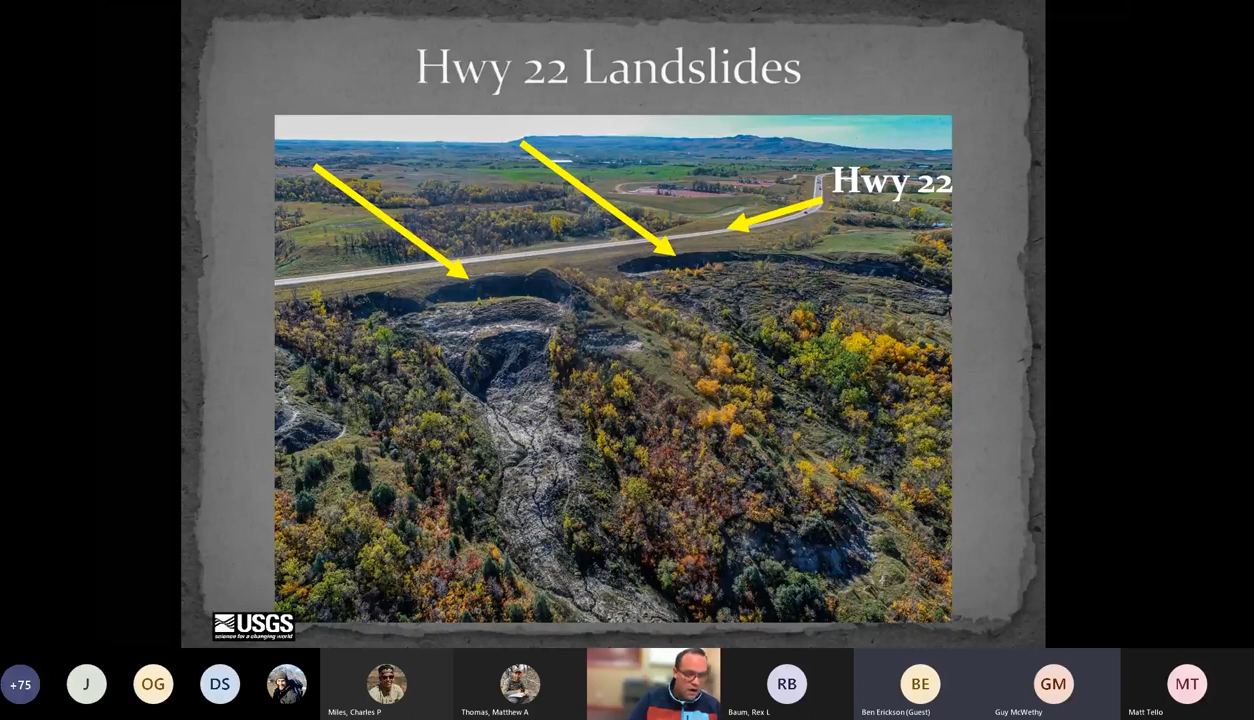 Hwy 22 Landslides
Hwy 22
USGS
science for a changing world
+75
J
OG
DS
Miles, Charles P
Thomas, Matthew A
RB
Baum, Rex L
BE
Ben Erickson (Guest)
GM
Guy McWethy
MT
Matt Tello